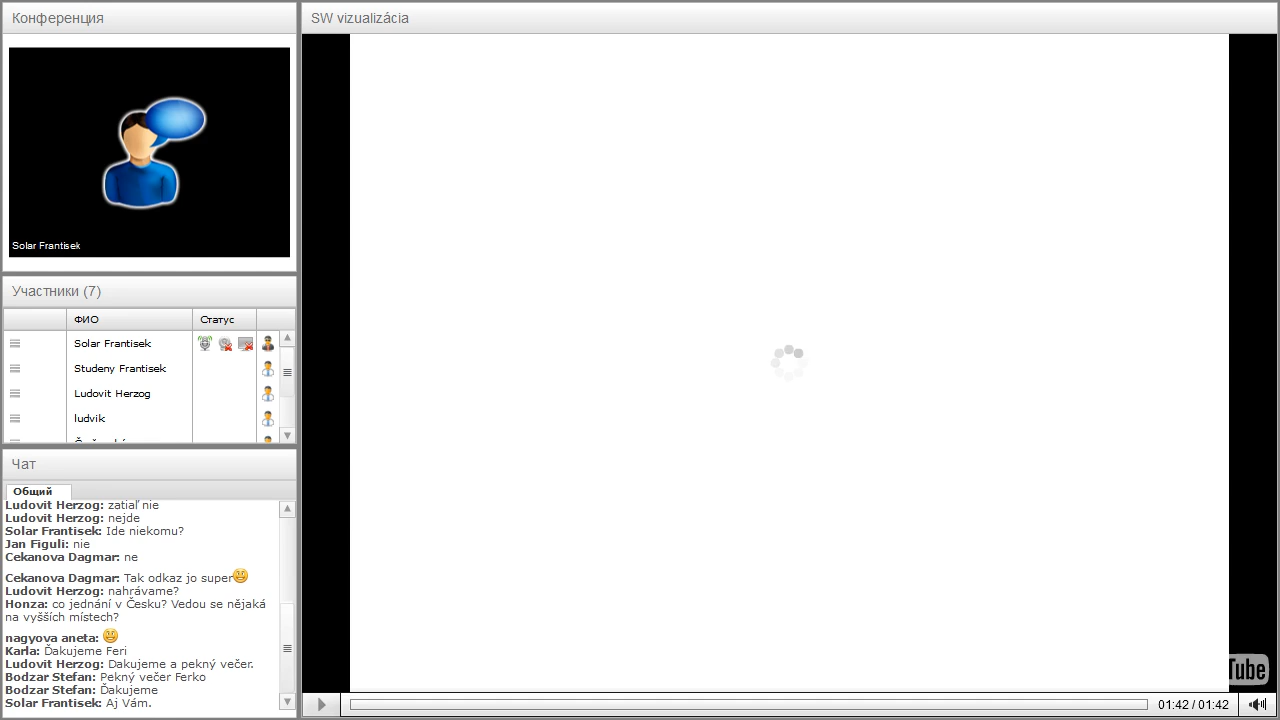 Конференция
Solar Frantisek
Участники (7)
ФИО
Статус
Solar Frantisek
Studeny Frantisek
Ludovit Herzog
ludvik
Чат
Общий
Ludovit Herzog: zatiaľ nie
Ludovit Herzog: nejde
Solar Frantisek: Ide niekomu?
Jan Figuli: nie
Cekanova Dagmar: ne
Cekanova Dagmar: Tak odkaz jo super
Ludovit Herzog: nahrávame?
Honza: co jednání v Česku? Vedou se nějaká
na vyšších místech?
nagyova aneta:
Karla: Ďakujeme Feri
Ludovit Herzog: Dakujeme a pekný večer.
Bodzar Stefan: Pekný večer Ferko
Bodzar Stefan: Ďakujeme
Solar Frantisek: Aj Vám.
SW vizualizácia
Tube
01:42 / 01:42